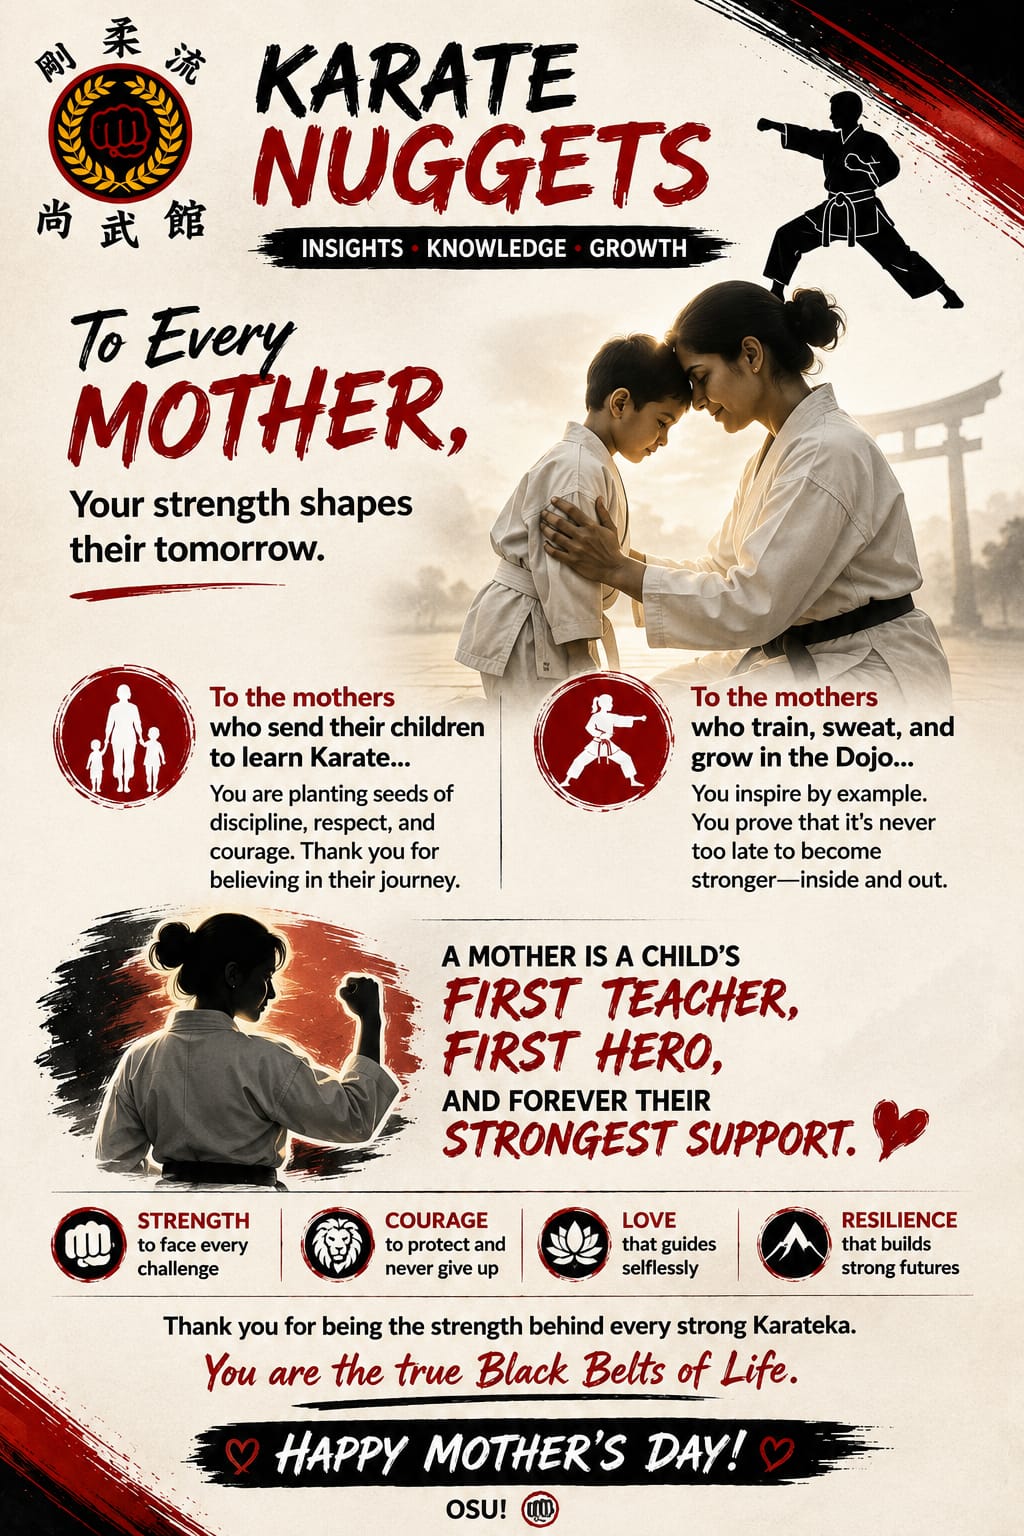 剛 柔 流
尚 武 館
KARATE
NUGGETS
INSIGHTS • KNOWLEDGE • GROWTH
To Every
MOTHER,
Your strength shapes
their tomorrow.
To the mothers
who send their children
to learn Karate...
You are planting seeds of
discipline, respect, and
courage. Thank you for
believing in their journey.
To the mothers
who train, sweat, and
grow in the Dojo...
You inspire by example.
You prove that it's never
too late to become
stronger—inside and out.
A MOTHER IS A CHILD'S
FIRST TEACHER,
FIRST HERO,
AND FOREVER THEIR
STRONGEST SUPPORT.
STRENGTH
to face every
challenge
COURAGE
to protect and
never give up
LOVE
that guides
selflessly
RESILIENCE
that builds
strong futures
Thank you for being the strength behind every strong Karateka.
You are the true Black Belts of Life.
HAPPY MOTHER'S DAY!
OSU!